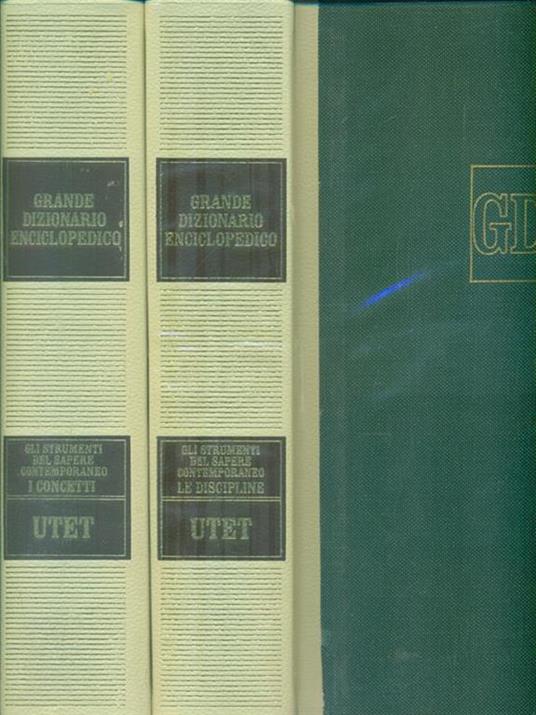 GRANDE
DIZIONARIO
ENCICLOPEDICO
GLI STRUMENTI
DEL SAPERE
CONTEMPORANEO
I CONCETTI
UTET
GRANDE
DIZIONARIO
ENCICLOPEDICO
GLI STRUMENTI
DEL SAPERE
CONTEMPORANEO
LE DISCIPLINE
UTET
GD